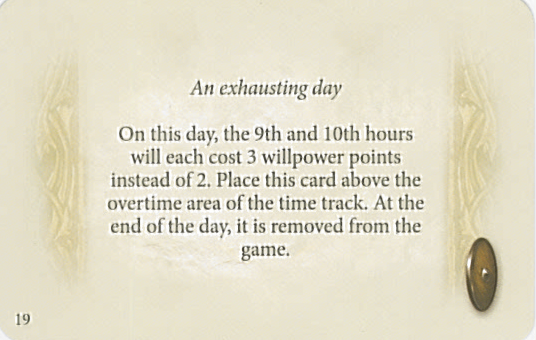 An exhausting day
On this day, the 9th and 10th hours
will each cost 3 willpower points
instead of 2. Place this card above the
overtime area of the time track. At the
end of the day, it is removed from the
game.
19